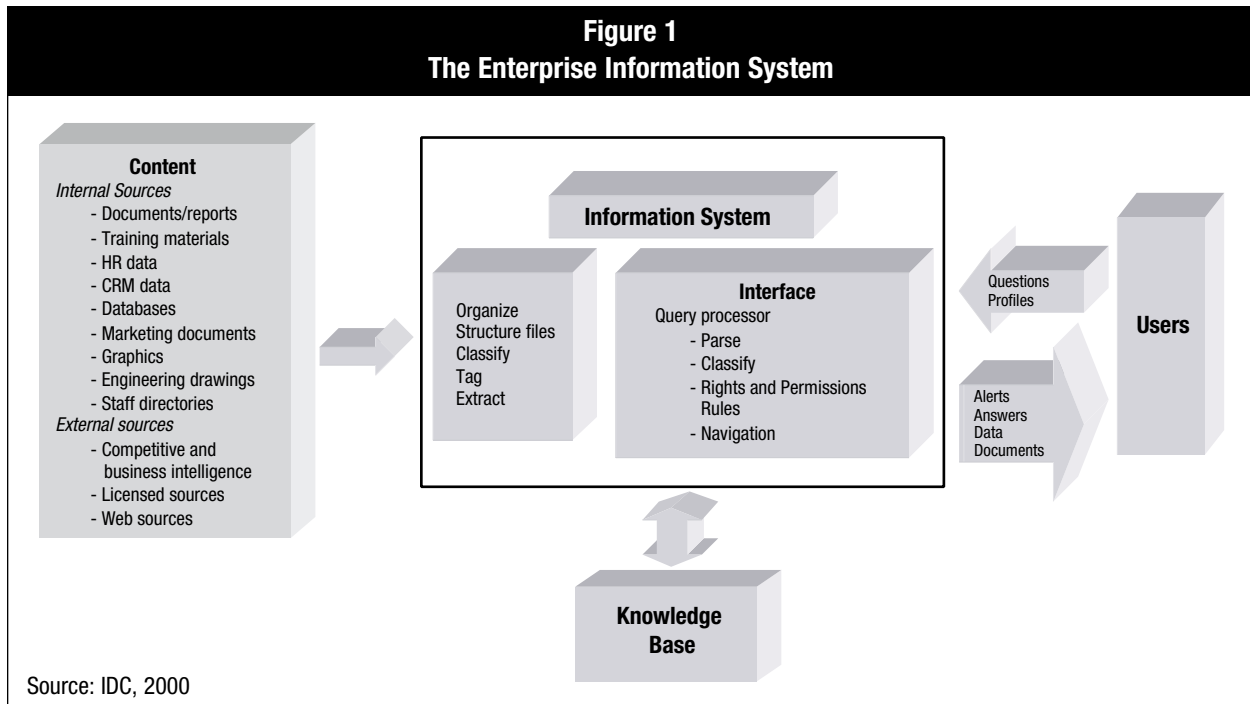 Figure 1
The Enterprise Information System
Content
Internal Sources
- Documents/reports
- Training materials
- HR data
- CRM data
- Databases
- Marketing documents
- Graphics
- Engineering drawings
- Staff directories
External sources
- Competitive and
business intelligence
- Licensed sources
- Web sources
Information System
Organize
Structure files
Classify
Tag
Extract
Interface
Query processor
- Parse
- Classify
- Rights and Permissions
Rules
- Navigation
Questions
Profiles
Alerts
Answers
Data
Documents
Users
Knowledge
Base
Source: IDC, 2000